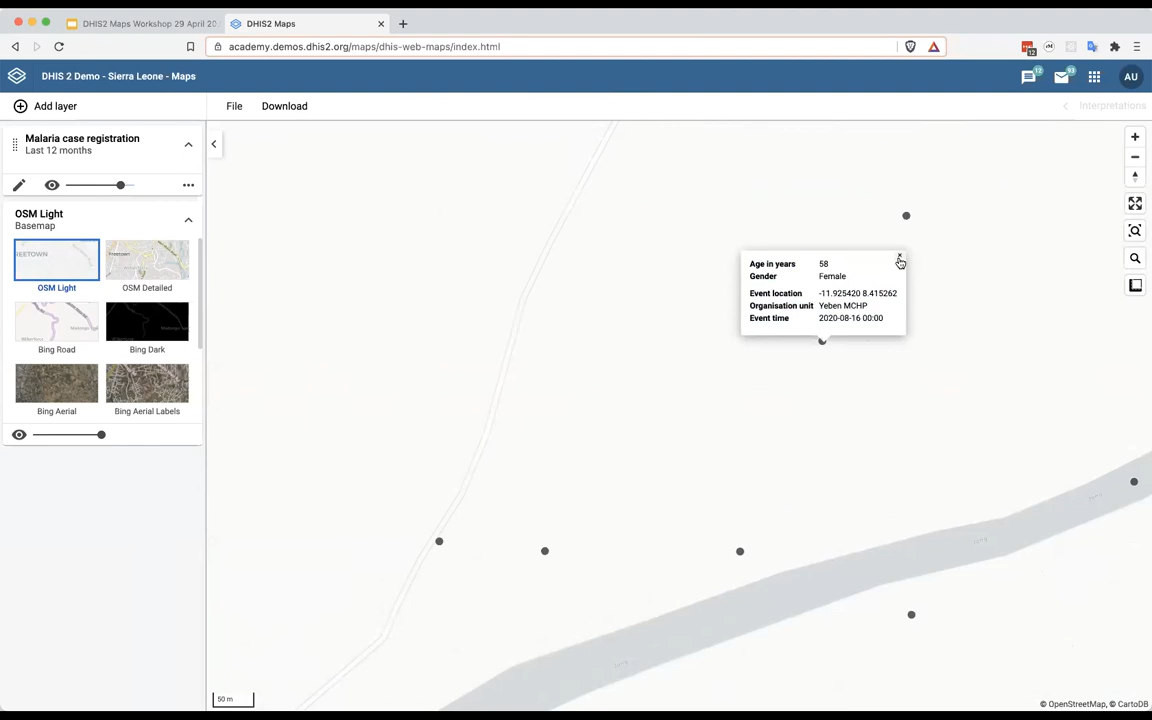 DHIS2 Maps Workshop 29 April 20
DHIS2 Maps
academy.demos.dhis2.org/maps/dhis-web-maps/index.html
12
DHIS 2 Demo - Sierra Leone - Maps
12
93
AU
Add layer
File
Download
Interpretations
Malaria case registration
Last 12 months
OSM Light
Basemap
REETOWN
OSM Light
OSM Detailed
Bing Road
Bing Dark
Bing Aerial
Bing Aerial Labels
Age in years 58
Gender Female
Event location -11.925420 8.415262
Organisation unit Yeben MCHP
Event time 2020-08-16 00:00
50 m
© OpenStreetMap, © CartoDB